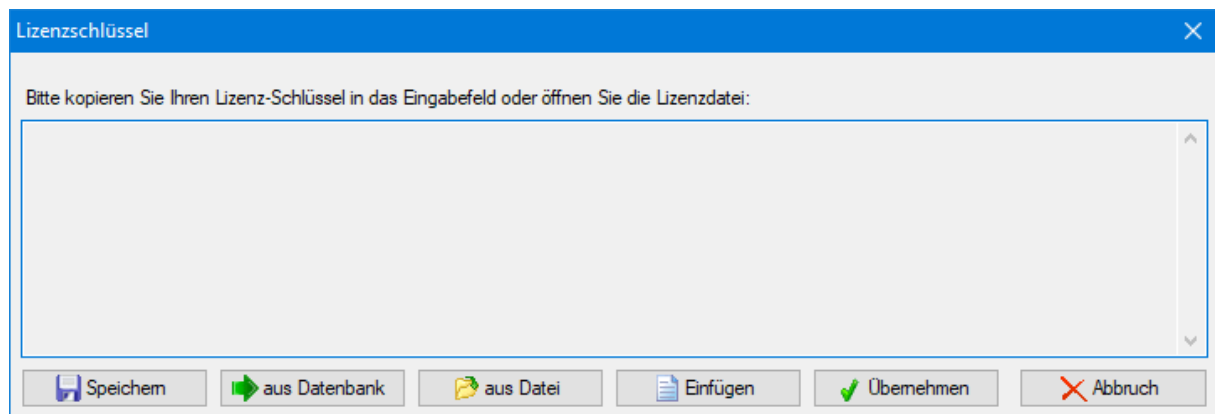 Lizenzschlüssel
Bitte kopieren Sie Ihren Lizenz-Schlüssel in das Eingabefeld oder öffnen Sie die Lizenzdatei:
Speichern aus Datenbank aus Datei Einfügen Übernehmen Abbruch